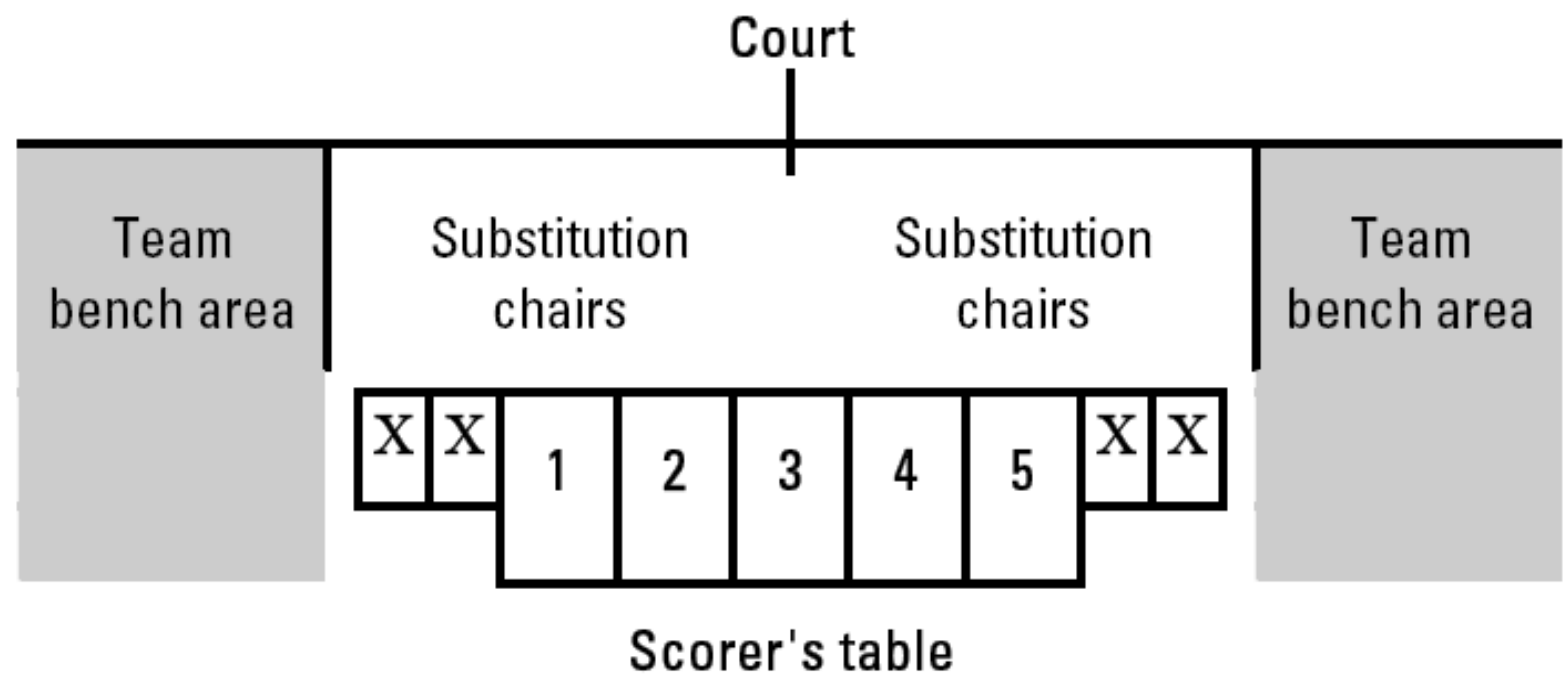 Court
Team
bench area
Substitution
chairs
Substitution
chairs
Team
bench area
X X 1 2 3 4 5 X X
Scorer's table